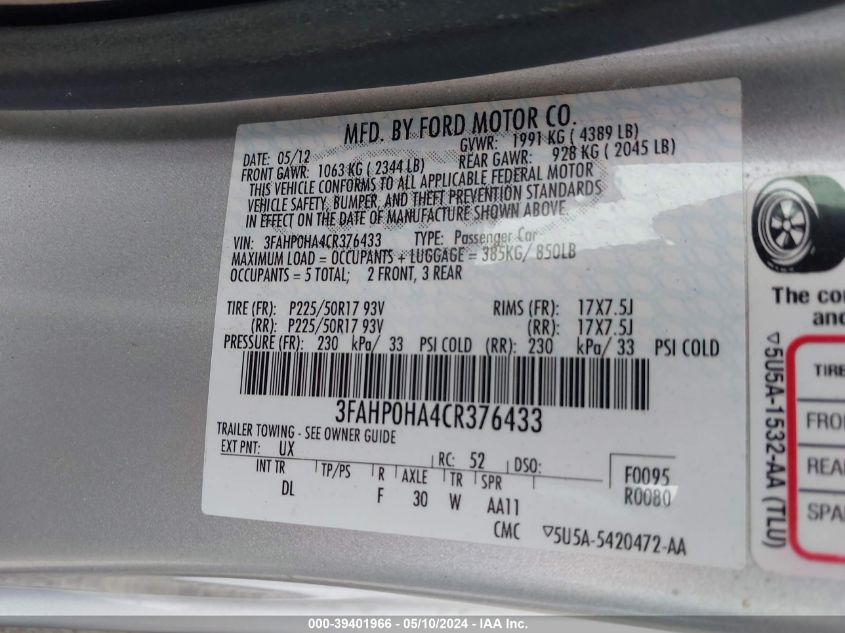 MFD. BY FORD MOTOR CO.
DATE: 05/12 GVWR: 1991 KG ( 4389 LB)
FRONT GAWR: 1063 KG ( 2344 LB) REAR GAWR: 928 KG ( 2045 LB)
THIS VEHICLE CONFORMS TO ALL APPLICABLE FEDERAL MOTOR
VEHICLE SAFETY, BUMPER, AND THEFT PREVENTION STANDARDS
IN EFFECT ON THE DATE OF MANUFACTURE SHOWN ABOVE.
VIN: 3FAHP0HA4CR376433 TYPE: Passenger Car
MAXIMUM LOAD = OCCUPANTS + LUGGAGE = 385KG/ 850LB
OCCUPANTS = 5 TOTAL; 2 FRONT, 3 REAR
TIRE (FR): P225/50R17 93V RIMS (FR): 17X7.5J
(RR): P225/50R17 93V (RR): 17X7.5J
PRESSURE (FR): 230 kPa/ 33 PSI COLD (RR): 230 kPa/ 33 PSI COLD
3FAHP0HA4CR376433
TRAILER TOWING - SEE OWNER GUIDE
EXT PNT: UX RC: 52 DSO: F0095
INT TR TP/PS R AXLE TR SPR R0080
DL F 30 W AA11
CMC ▽5U5A-5420472-AA
The
and
▽5U5A-1532-AA (TLU)
TIRE
FRO
REA
SPA
000-39401966 - 05/10/2024 - IAA Inc.